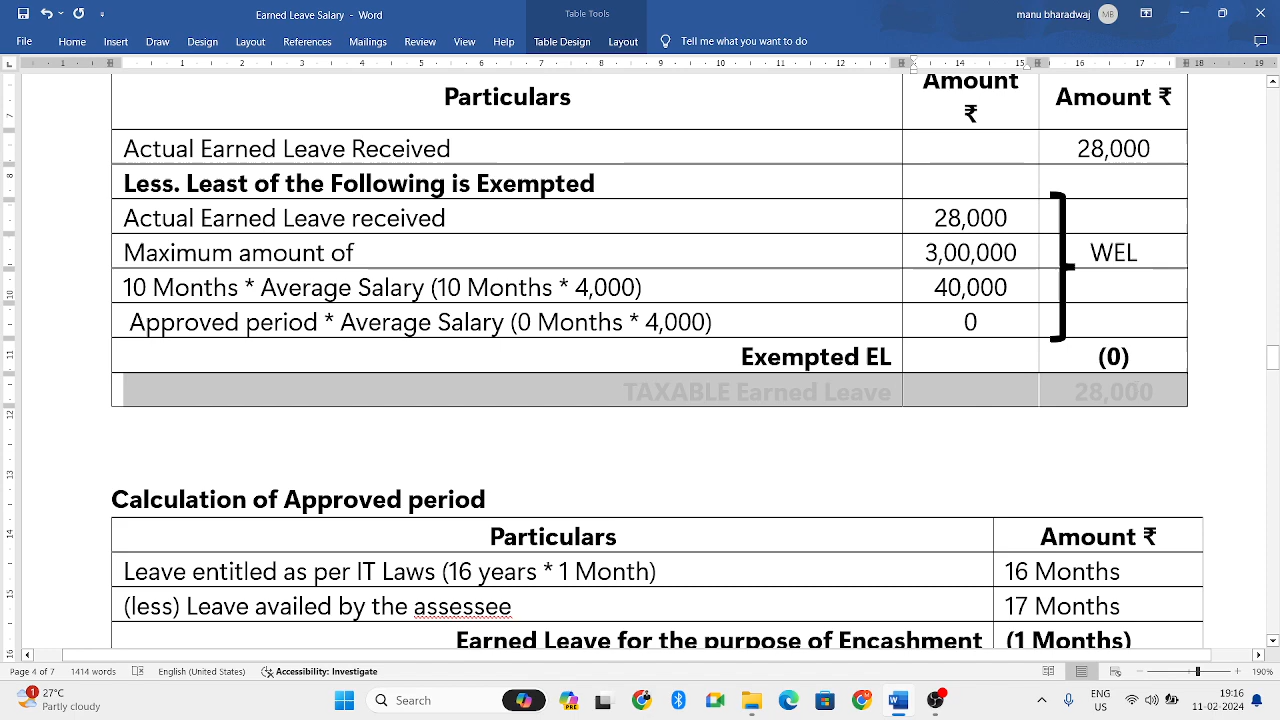 Earned Leave Salary - Word
Table Tools
manu bharadwaj
MB
File Home Insert Draw Design Layout References Mailings Review View Help Table Design Layout Tell me what you want to do
Particulars Amount ₹ Amount ₹
Actual Earned Leave Received 28,000
Less. Least of the Following is Exempted
Actual Earned Leave received 28,000
Maximum amount of 3,00,000 WEL
10 Months * Average Salary (10 Months * 4,000) 40,000
Approved period * Average Salary (0 Months * 4,000) 0
Exempted EL (0)
TAXABLE Earned Leave 28,000
Calculation of Approved period
Particulars Amount ₹
Leave entitled as per IT Laws (16 years * 1 Month) 16 Months
(less) Leave availed by the assessee 17 Months
Earned Leave for the purpose of Encashment (1 Months)
Page 4 of 7 1414 words English (United States) Accessibility: Investigate 190%
27°C
Partly cloudy
Search
ENG
US
11-02-2024